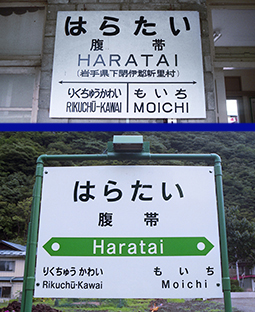 はらたい
腹帯
HARATAI
(岩手県下閉伊郡新里村)
りくちゅうかわい もいち
RIKUCHŪ-KAWAI MOICHI
はらたい
腹帯
Haratai
りくちゅう かわい もいち
Rikuchū-Kawai Moichi